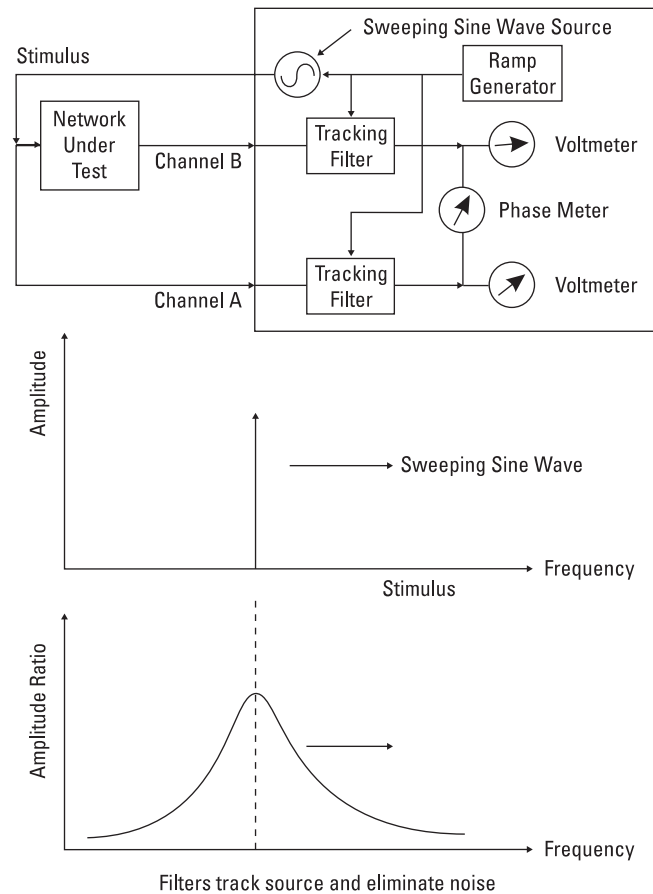 Sweeping Sine Wave Source
Stimulus
Ramp
Generator
Network
Under
Test
Channel B
Tracking
Filter
Voltmeter
Phase Meter
Channel A
Tracking
Filter
Voltmeter
Amplitude
Sweeping Sine Wave
Frequency
Stimulus
Amplitude Ratio
Frequency
Filters track source and eliminate noise